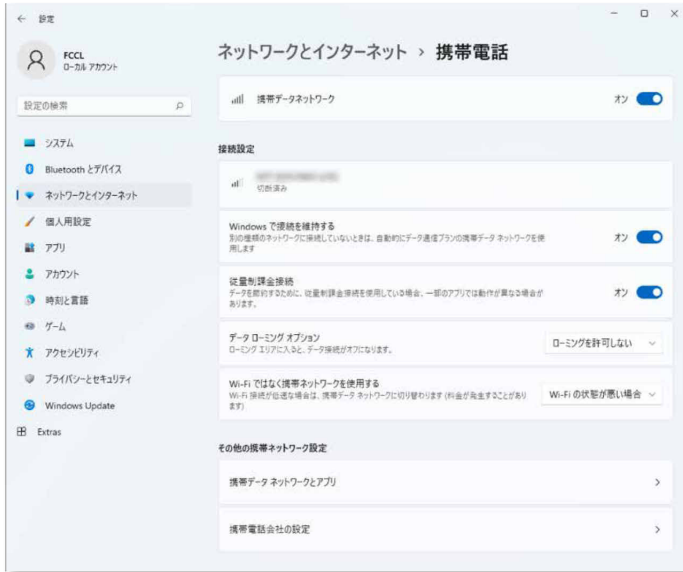 設定
FCCL
ローカル アカウント
設定の検索
システム
Bluetooth とデバイス
ネットワークとインターネット
個人用設定
アプリ
アカウント
時刻と言語
ゲーム
アクセシビリティ
プライバシーとセキュリティ
Windows Update
Extras
ネットワークとインターネット › 携帯電話
携帯データネットワーク
オン
接続設定
切断済み
Windows で接続を維持する
別の種類のネットワークに接続していないときは、自動的にデータ通信プランの携帯データ ネットワークを使
用します
オン
従量制課金接続
データを節約するために、従量制課金接続を使用している場合、一部のアプリでは動作が異なる場合が
あります。
オン
データ ローミング オプション
ローミング エリアに入ると、データ接続がオフになります。
ローミングを許可しない
Wi-Fi ではなく携帯ネットワークを使用する
Wi-Fi 接続が低速な場合は、携帯データ ネットワークに切り替わります (料金が発生することがあり
ます)
Wi-Fi の状態が悪い場合
その他の携帯ネットワーク設定
携帯データ ネットワークとアプリ
携帯電話会社の設定